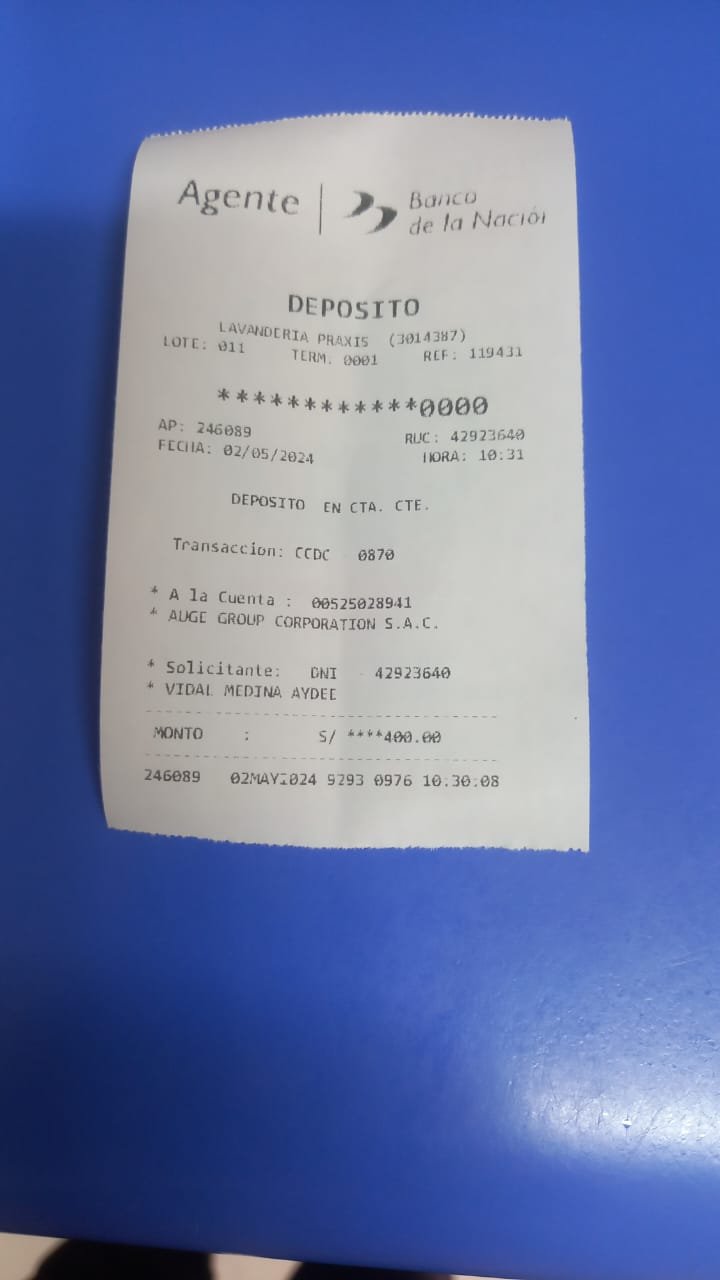 Agente | Banco
de la Nación
DEPOSITO
LAVANDERIA PRAXIS (3014387)
LOTE: 011 TERM. 0001 REF: 119431
************0000
AP: 246089 RUC: 42923640
FECHA: 02/05/2024 HORA: 10:31
DEPOSITO EN CTA. CTE.
Transaccion: CCDC 0870
* A la Cuenta : 00525028941
* AUGE GROUP CORPORATION S.A.C.
* Solicitante: DNI 42923640
* VIDAL MEDINA AYDEE
MONTO : S/ ****400.00
246089 02MAY2024 9293 0976 10:30:08